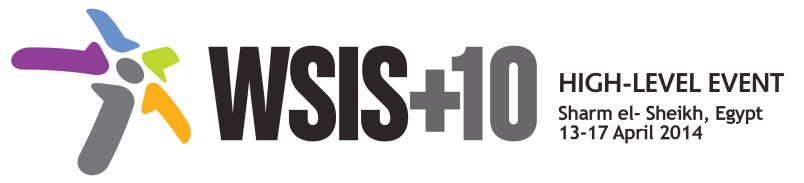 WSIS+10
HIGH-LEVEL EVENT
Sharm el- Sheikh, Egypt
13-17 April 2014